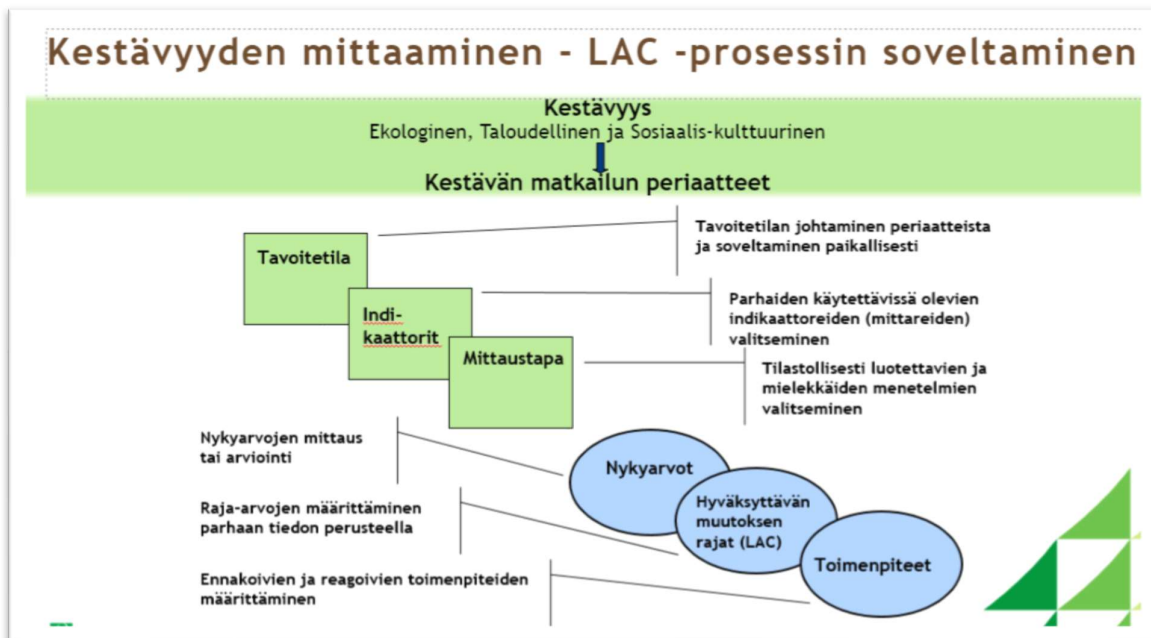 Kestävyyden mittaaminen - LAC -prosessin soveltaminen
Kestävyys
Ekologinen, Taloudellinen ja Sosiaalis-kulttuurinen
Kestävän matkailun periaatteet
Tavoitetila
Tavoitetilan johtaminen periaatteista
ja soveltaminen paikallisesti
Indi-
kaattorit
Parhaiden käytettävissä olevien
indikaattoreiden (mittareiden)
valitseminen
Mittaustapa
Tilastollisesti luotettavien ja
mielekkäiden menetelmien
valitseminen
Nykyarvojen mittaus
tai arviointi
Nykyarvot
Raja-arvojen määrittäminen
parhaan tiedon perusteella
Hyväksyttävän
muutoksen
rajat (LAC)
Ennakoivien ja reagoivien toimenpiteiden
määrittäminen
Toimenpiteet